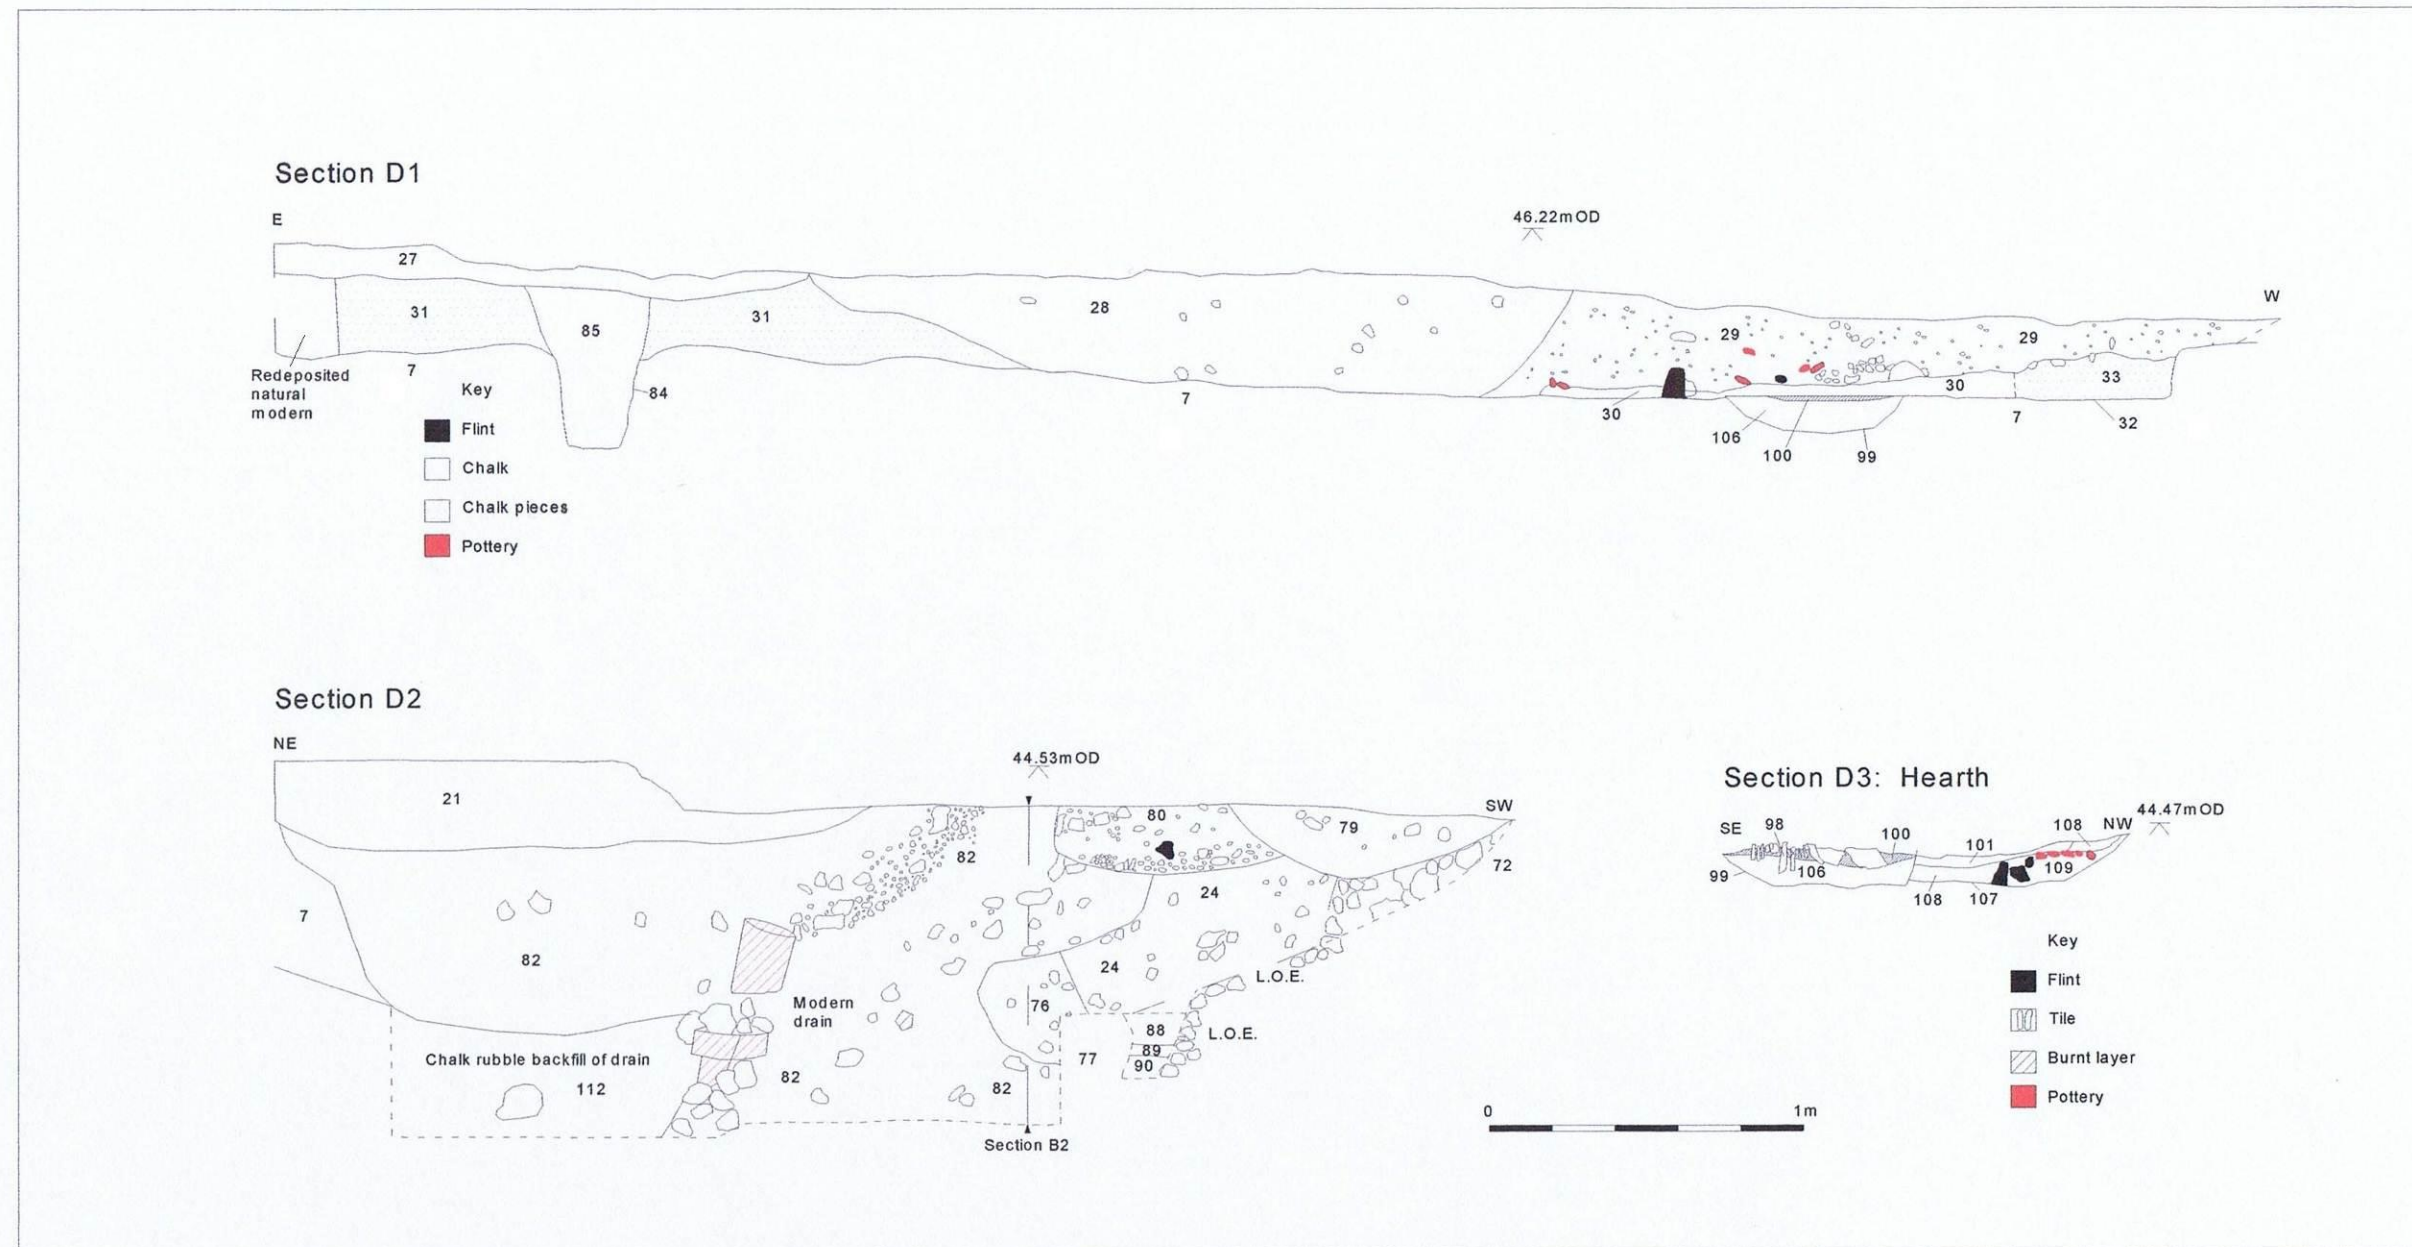 Section D1
E
46.22m OD
W
27
31
85
31
28
29
29
33
30
30
7
84
7
7
32
106
100
99
Redeposited
natural
modern
Key
Flint
Chalk
Chalk pieces
Pottery
Section D2
NE
44.53m OD
SW
21
80
79
82
72
24
7
82
24
L.O.E.
76
Modern
drain
88
L.O.E.
89
77
90
Chalk rubble backfill of drain
112
82
82
Section B2
Section D3: Hearth
44.47m OD
SE
98
100
108
NW
101
99
106
109
108
107
Key
Flint
Tile
Burnt layer
Pottery
0
1m